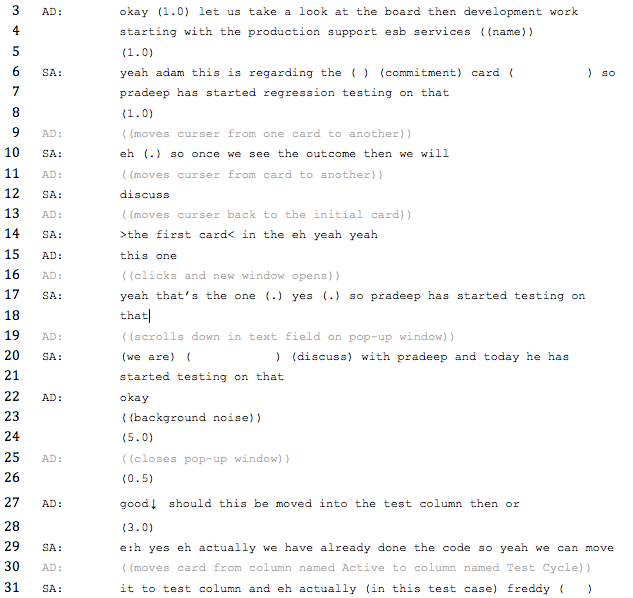 3 AD: okay (1.0) let us take a look at the board then development work
4 starting with the production support esb services ((name))
5 (1.0)
6 SA: yeah adam this is regarding the ( ) (commitment) card ( ) so
7 pradeep has started regression testing on that
8 (1.0)
9 AD: ((moves curser from one card to another))
10 SA: eh (.) so once we see the outcome then we will
11 AD: ((moves curser from card to another))
12 SA: discuss
13 AD: ((moves curser back to the initial card))
14 SA: >the first card< in the eh yeah yeah
15 AD: this one
16 AD: ((clicks and new window opens))
17 SA: yeah that’s the one (.) yes (.) so pradeep has started testing on
18 that
19 AD: ((scrolls down in text field on pop-up window))
20 SA: (we are) ( ) (discuss) with pradeep and today he has
21 started testing on that
22 AD: okay
23 ((background noise))
24 (5.0)
25 AD: ((closes pop-up window))
26 (0.5)
27 AD: good↓ should this be moved into the test column then or
28 (3.0)
29 SA: e:h yes eh actually we have already done the code so yeah we can move
30 AD: ((moves card from column named Active to column named Test Cycle))
31 SA: it to test column and eh actually (in this test case) freddy ( )